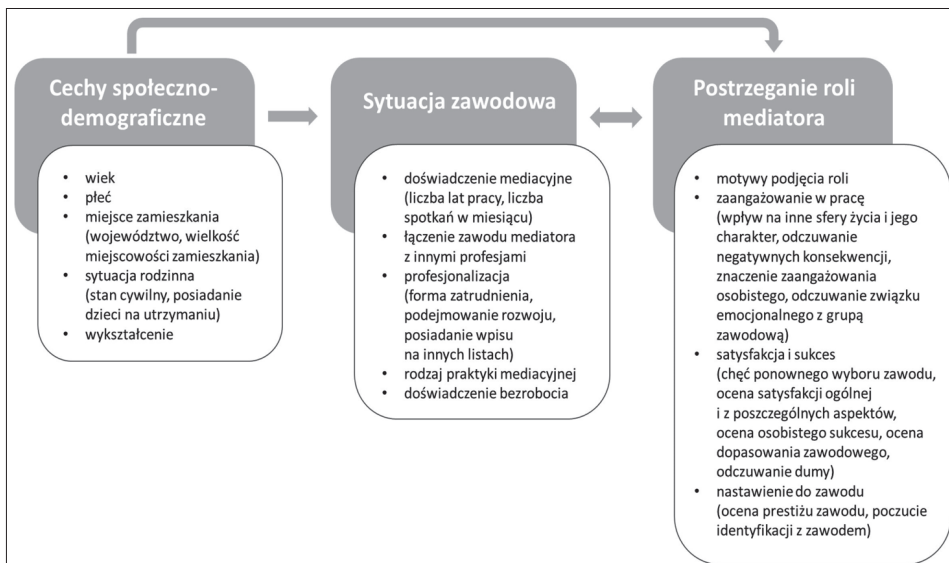 Cechy społeczno-
demograficzne
• wiek
• płeć
• miejsce zamieszkania
(województwo, wielkość
miejscowości zamieszkania)
• sytuacja rodzinna
(stan cywilny, posiadanie
dzieci na utrzymaniu)
• wykształcenie
Sytuacja zawodowa
• doświadczenie mediacyjne
(liczba lat pracy, liczba
spotkań w miesiącu)
• łączenie zawodu mediatora
z innymi profesjami
• profesjonalizacja
(forma zatrudnienia,
podejmowanie rozwoju,
posiadanie wpisu
na innych listach)
• rodzaj praktyki mediacyjnej
• doświadczenie bezrobocia
Postrzeganie roli
mediatora
• motywy podjęcia roli
• zaangażowanie w pracę
(wpływ na inne sfery życia i jego
charakter, odczuwanie
negatywnych konsekwencji,
znaczenie zaangażowania
osobistego, odczuwanie związku
emocjonalnego z grupą
zawodową)
• satysfakcja i sukces
(chęć ponownego wyboru zawodu,
ocena satysfakcji ogólnej
i z poszczególnych aspektów,
ocena osobistego sukcesu, ocena
dopasowania zawodowego,
odczuwanie dumy)
• nastawienie do zawodu
(ocena prestiżu zawodu, poczucie
identyfikacji z zawodem)